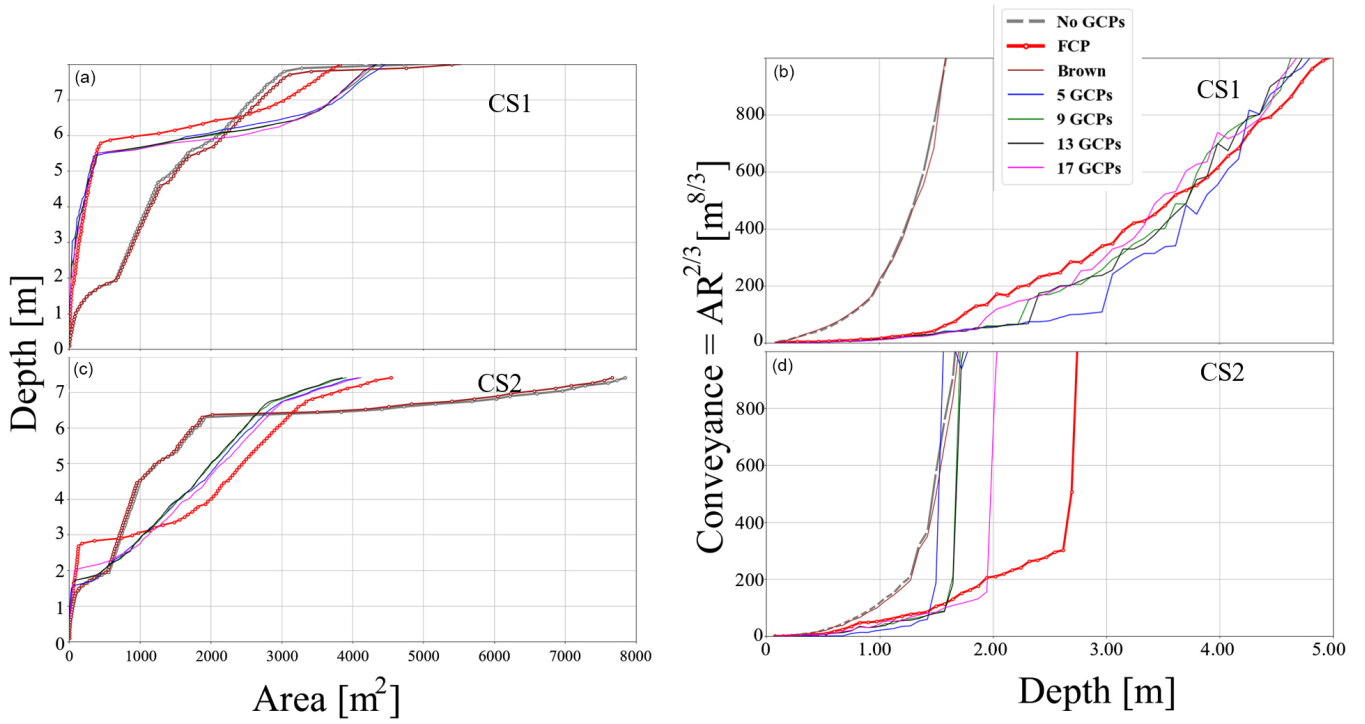 No GCPs
FCP
Brown
5 GCPs
9 GCPs
13 GCPs
17 GCPs
(a)
CS1
7
6
5
4
3
2
1
0
(b)
CS1
800
600
400
200
0
(c)
CS2
7
6
5
4
3
2
1
0
0 1000 2000 3000 4000 5000 6000 7000 8000
(d)
CS2
800
600
400
200
0
0 1.00 2.00 3.00 4.00 5.00
Depth [m]
Area [m²]
Conveyance = AR^2/3 [m^8/3]
Depth [m]